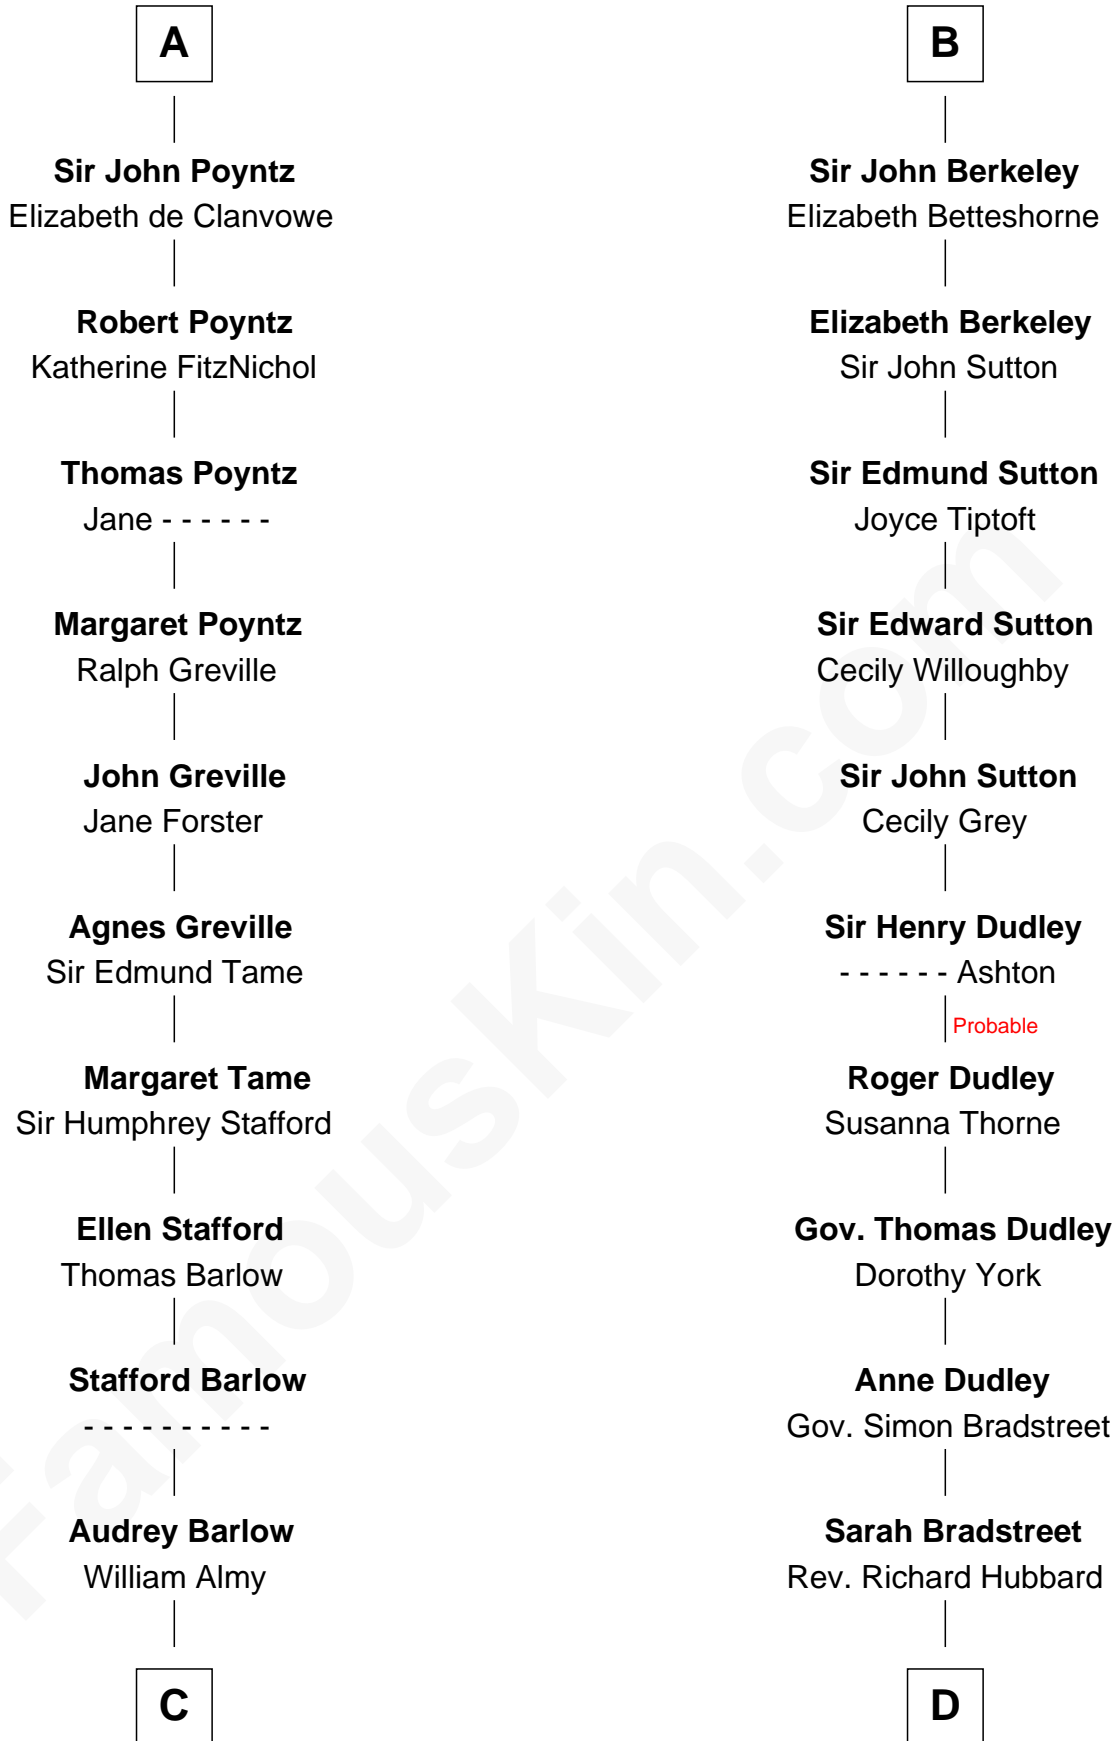 A
Sir John Poyntz
Elizabeth de Clanvowe
Robert Poyntz
Katherine FitzNichol
Thomas Poyntz
Jane - - - - - -
Margaret Poyntz
Ralph Greville
John Greville
Jane Forster
Agnes Greville
Sir Edmund Tame
Margaret Tame
Sir Humphrey Stafford
Ellen Stafford
Thomas Barlow
Stafford Barlow
- - - - - - - - - -
Audrey Barlow
William Almy
C
B
Sir John Berkeley
Elizabeth Betteshorne
Elizabeth Berkeley
Sir John Sutton
Sir Edmund Sutton
Joyce Tiptoft
Sir Edward Sutton
Cecily Willoughby
Sir John Sutton
Cecily Grey
Sir Henry Dudley
- - - - - - Ashton
Probable
Roger Dudley
Susanna Thorne
Gov. Thomas Dudley
Dorothy York
Anne Dudley
Gov. Simon Bradstreet
Sarah Bradstreet
Rev. Richard Hubbard
D
FamousKin.com